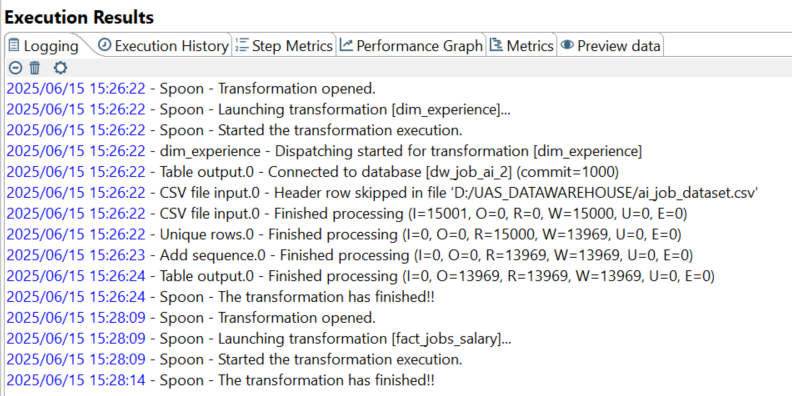 Execution Results
Logging Execution History Step Metrics Performance Graph Metrics Preview data
2025/06/15 15:26:22 - Spoon - Transformation opened.
2025/06/15 15:26:22 - Spoon - Launching transformation [dim_experience]...
2025/06/15 15:26:22 - Spoon - Started the transformation execution.
2025/06/15 15:26:22 - dim_experience - Dispatching started for transformation [dim_experience]
2025/06/15 15:26:22 - Table output.0 - Connected to database [dw_job_ai_2] (commit=1000)
2025/06/15 15:26:22 - CSV file input.0 - Header row skipped in file 'D:/UAS_DATAWAREHOUSE/ai_job_dataset.csv'
2025/06/15 15:26:22 - CSV file input.0 - Finished processing (I=15001, O=0, R=0, W=15000, U=0, E=0)
2025/06/15 15:26:22 - Unique rows.0 - Finished processing (I=0, O=0, R=15000, W=13969, U=0, E=0)
2025/06/15 15:26:23 - Add sequence.0 - Finished processing (I=0, O=0, R=13969, W=13969, U=0, E=0)
2025/06/15 15:26:24 - Table output.0 - Finished processing (I=0, O=13969, R=13969, W=13969, U=0, E=0)
2025/06/15 15:26:24 - Spoon - The transformation has finished!!
2025/06/15 15:28:09 - Spoon - Transformation opened.
2025/06/15 15:28:09 - Spoon - Launching transformation [fact_jobs_salary]...
2025/06/15 15:28:09 - Spoon - Started the transformation execution.
2025/06/15 15:28:14 - Spoon - The transformation has finished!!